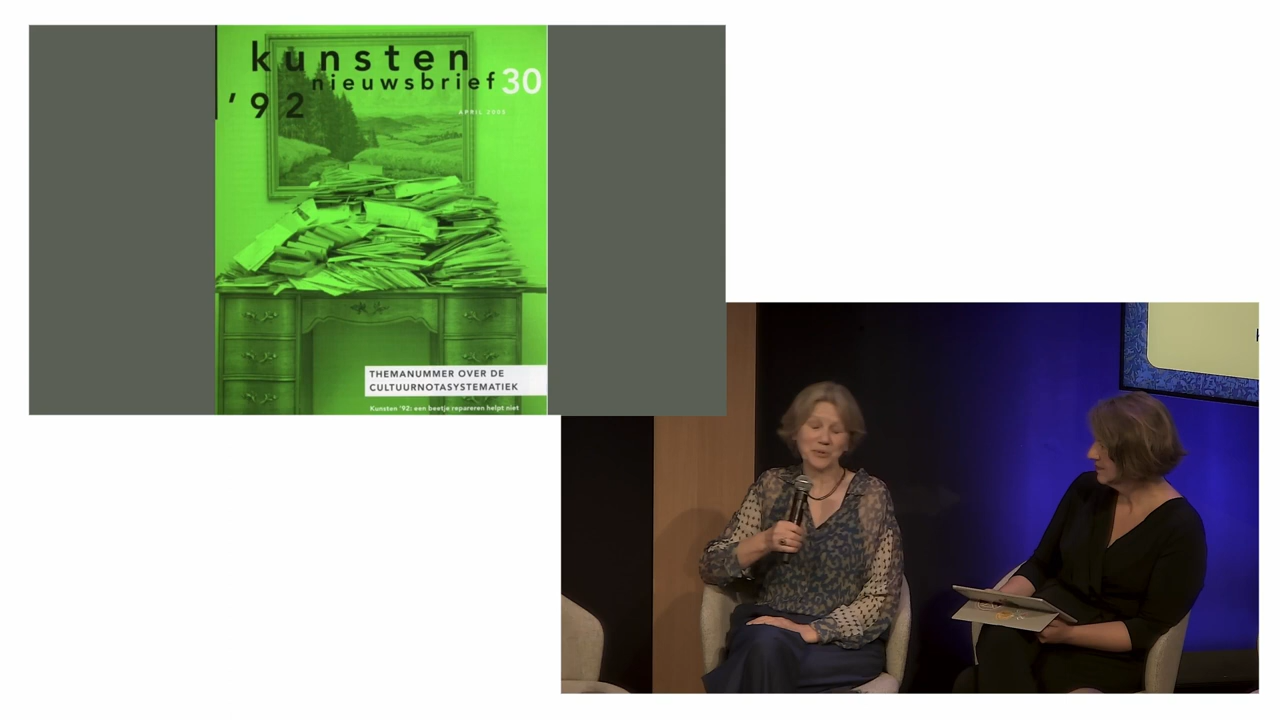 kunsten
nieuwsbrief 30
'92
APRIL 2005
THEMANUMMER OVER DE
CULTUURNOTASYSTEMATIEK
Kunsten '92: een beetje repareren helpt niet